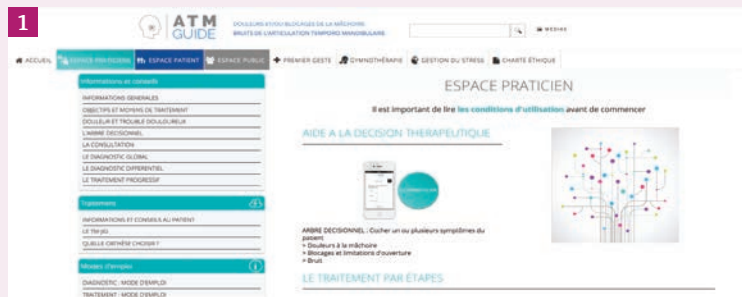 1
ATM
GUIDE
DOULEURS ET/OU BLOCAGES DE LA MÂCHOIRE
BRUITS DE L'ARTICULATION TEMPORO MANDIBULAIRE
MEDIAS
ACCUEIL
ESPACE PRATICIEN
ESPACE PATIENT
ESPACE PUBLIC
PREMIER GESTE
GYMNOTHÉRAPIE
GESTION DU STRESS
CHARTE ÉTHIQUE
Informations et conseils
INFORMATIONS GENERALES
OBJECTIFS ET MOYENS DE TRAITEMENT
DOULEUR ET TROUBLE DOULOUREUX
L'ARBRE DECISIONNEL
LA CONSULTATION
LE DIAGNOSTIC GLOBAL
LE DIAGNOSTIC DIFFERENTIEL
LE TRAITEMENT PROGRESSIF
Traitement
INFORMATIONS ET CONSEILS AU PATIENT
LE TM JIG
QUELLE ORTHÈSE CHOISIR ?
Modes d'emploi
DIAGNOSTIC : MODE D'EMPLOI
TRAITEMENT : MODE D'EMPLOI
ESPACE PRATICIEN
Il est important de lire les conditions d'utilisation avant de commencer
AIDE A LA DECISION THERAPEUTIQUE
ARBRE DECISIONNEL : Cocher un ou plusieurs symptômes du
patient
> Douleurs à la mâchoire
> Blocages et limitations d'ouverture
> Bruit
LE TRAITEMENT PAR ÉTAPES